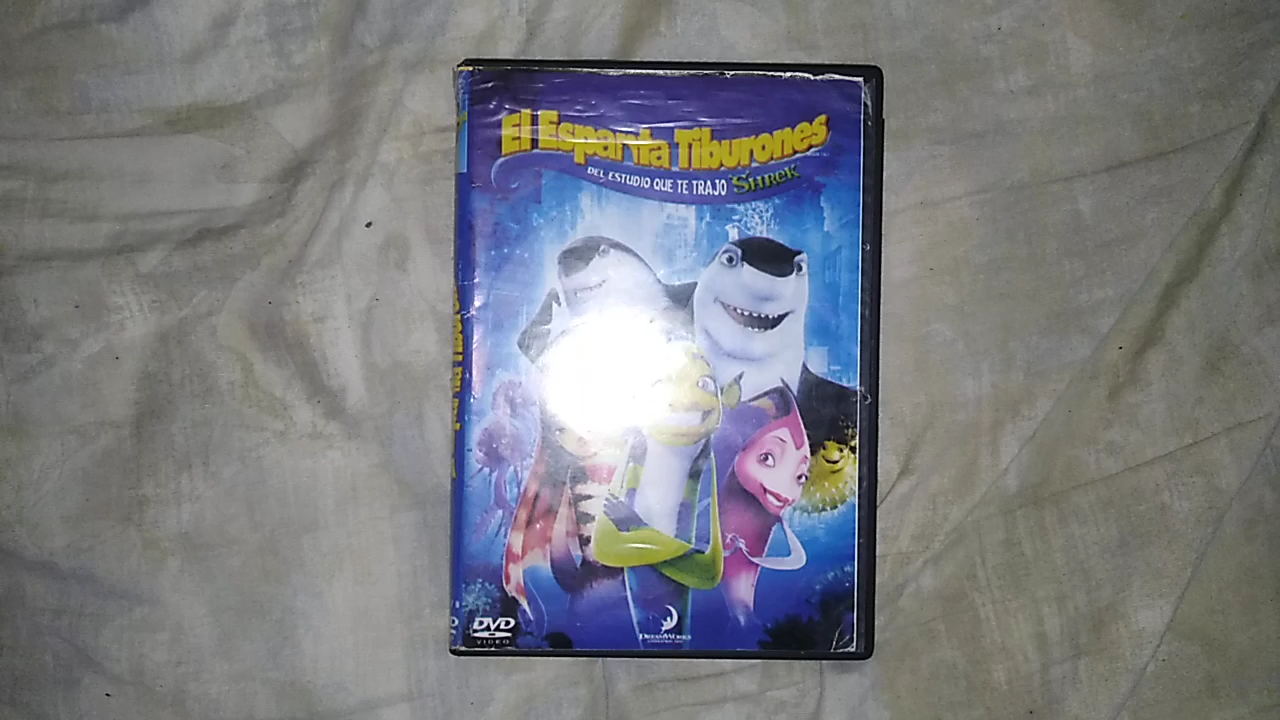 El Espanta Tiburones
DEL ESTUDIO QUE TE TRAJO SHREK
DVD
VIDEO
DREAMWORKS